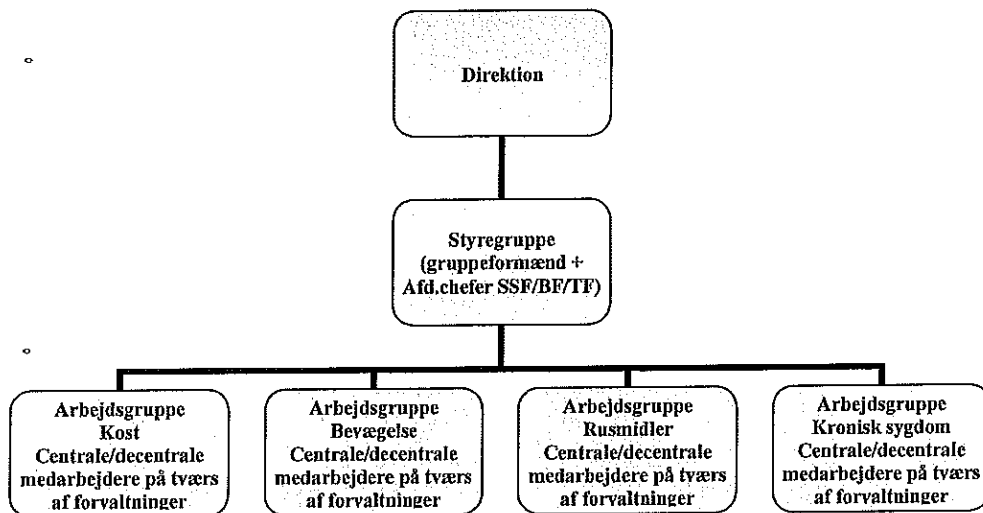 Direktion
Styregruppe
(gruppeformænd +
Afd.chefer SSF/BF/TF)
Arbejdsgruppe
Kost
Centrale/decentrale
medarbejdere på tværs
af forvaltninger
Arbejdsgruppe
Bevægelse
Centrale/decentrale
medarbejdere på tværs
af forvaltninger
Arbejdsgruppe
Rusmidler
Centrale/decentrale
medarbejdere på tværs
af forvaltninger
Arbejdsgruppe
Kronisk sygdom
Centrale/decentrale
medarbejdere på tværs
af forvaltninger